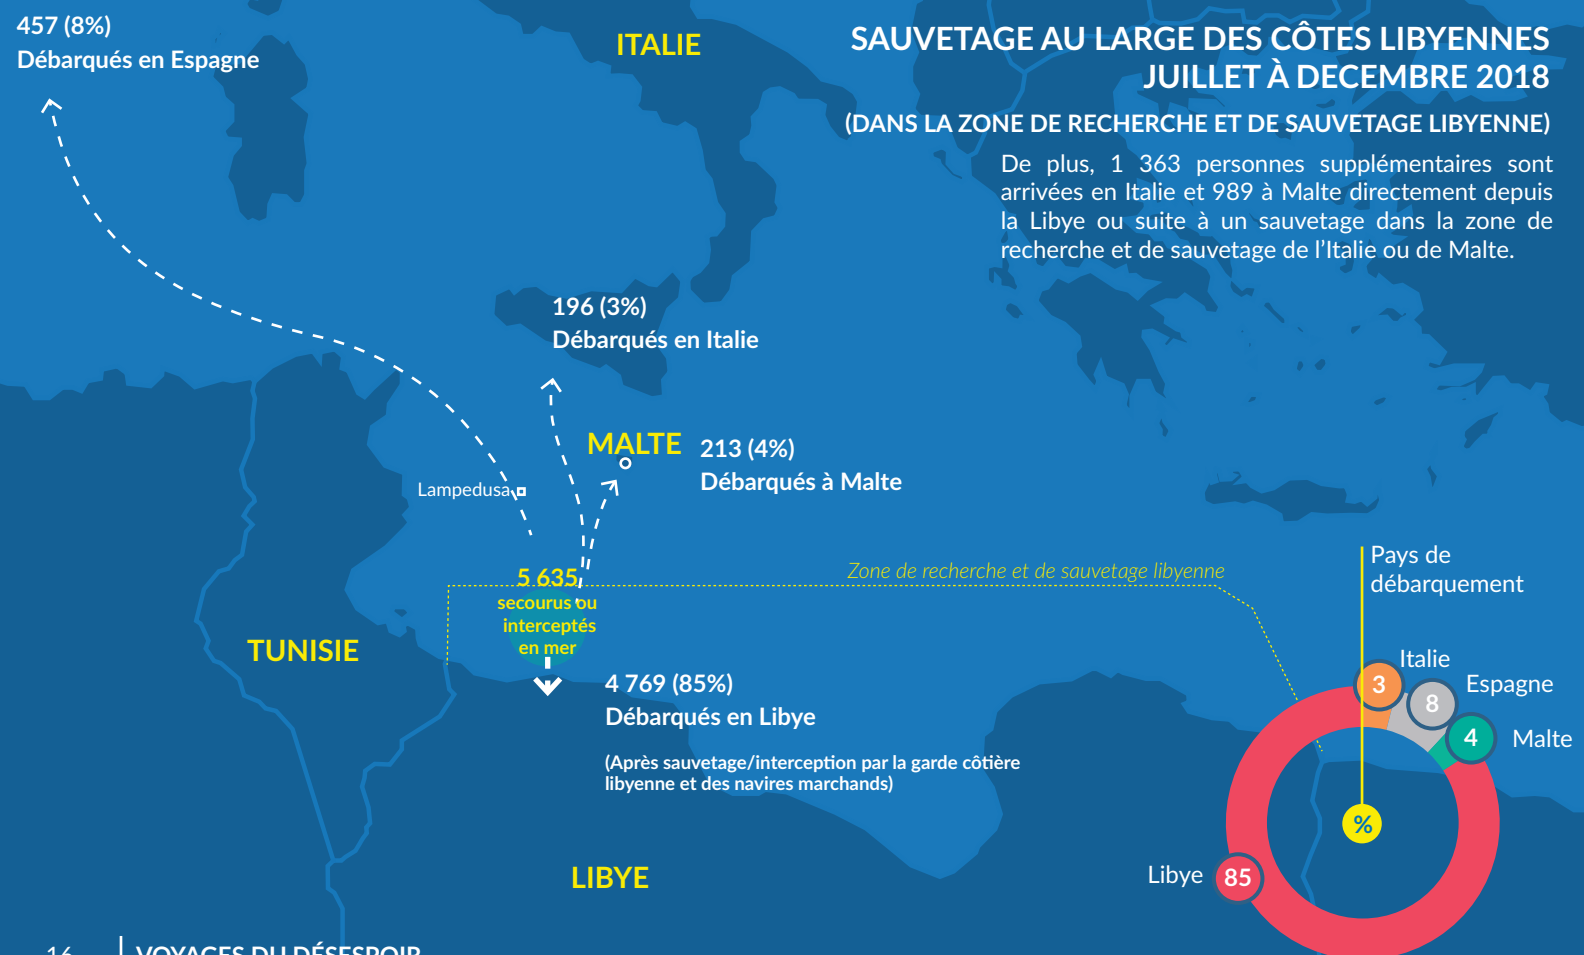 457 (8%)
Débarqués en Espagne
ITALIE
SAUVETAGE AU LARGE DES CÔTES LIBYENNES
JUILLET À DECEMBRE 2018
(DANS LA ZONE DE RECHERCHE ET DE SAUVETAGE LIBYENNE)
De plus, 1 363 personnes supplémentaires sont
arrivées en Italie et 989 à Malte directement depuis
la Libye ou suite à un sauvetage dans la zone de
recherche et de sauvetage de l’Italie ou de Malte.
196 (3%)
Débarqués en Italie
MALTE
213 (4%)
Débarqués à Malte
Lampedusa
5 635
secourus ou
interceptés
en mer
Zone de recherche et de sauvetage libyenne
TUNISIE
4 769 (85%)
Débarqués en Libye
(Après sauvetage/interception par la garde côtière
libyenne et des navires marchands)
LIBYE
Pays de
débarquement
Italie
3
Espagne
8
Malte
4
%
Libye
85
16
VOYAGES DU DÉSESPOIR